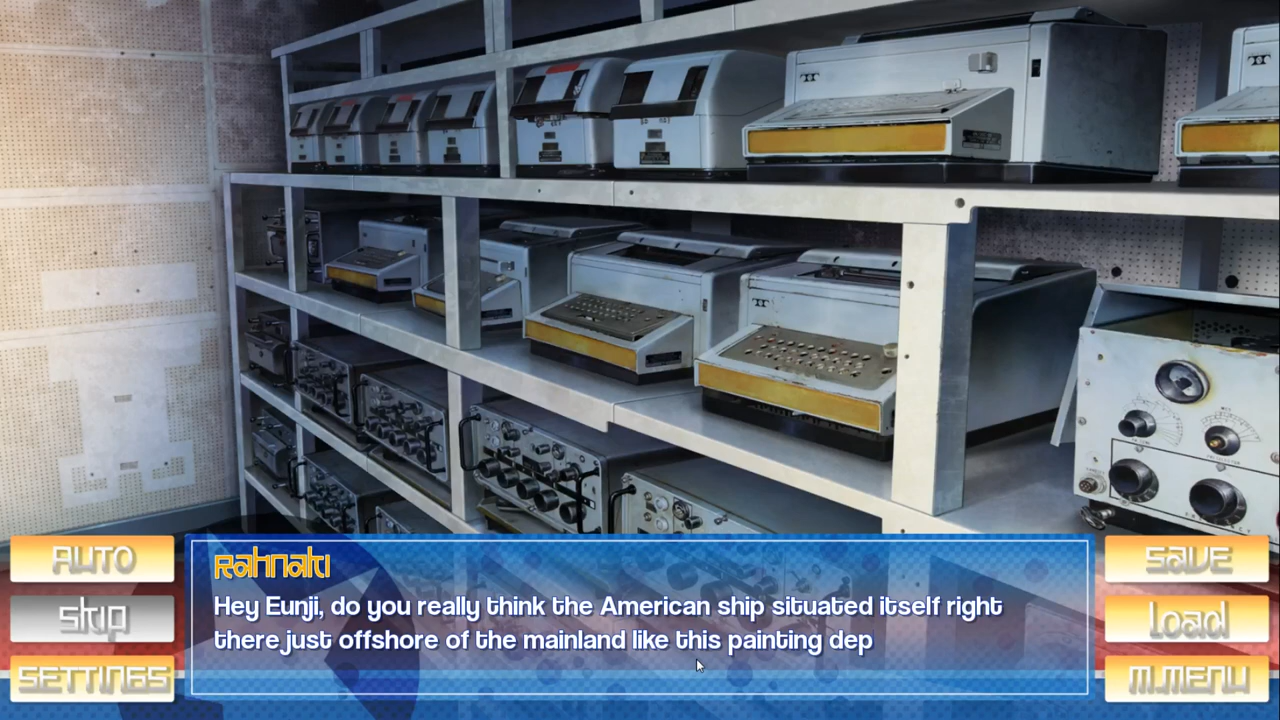 AUTO
Rahnaki
SAVE
Hey Eunji, do you really think the American ship situated itself right
skip
load
there just offshore of the mainland like this painting dep
SETTINGS
M.MENU